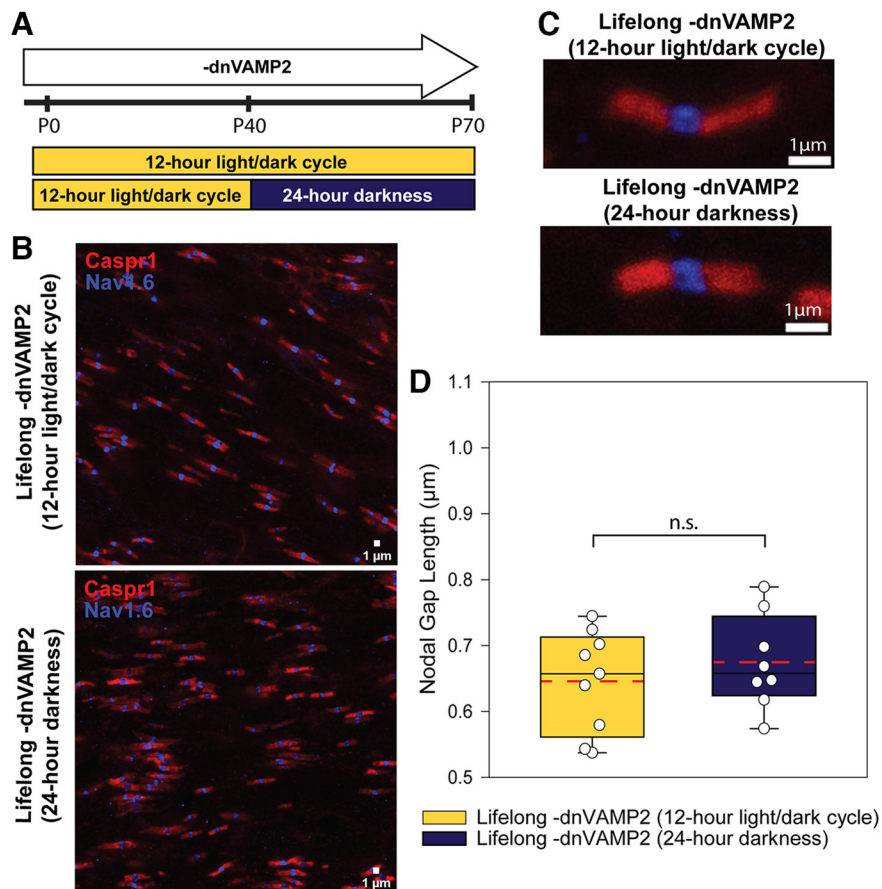 A
-dnVAMP2
P0
P40
P70
12-hour light/dark cycle
12-hour light/dark cycle
24-hour darkness
B
Lifelong -dnVAMP2
(12-hour light/dark cycle)
Caspr1
Nav4.6
1 µm
Lifelong -dnVAMP2
(24-hour darkness)
Caspr1
Nav1.6
1 µm
C
Lifelong -dnVAMP2
(12-hour light/dark cycle)
1µm
Lifelong -dnVAMP2
(24-hour darkness)
1µm
D
Nodal Gap Length (µm)
1.1
1.0
0.9
0.8
0.7
0.6
0.5
n.s.
Lifelong -dnVAMP2 (12-hour light/dark cycle)
Lifelong -dnVAMP2 (24-hour darkness)